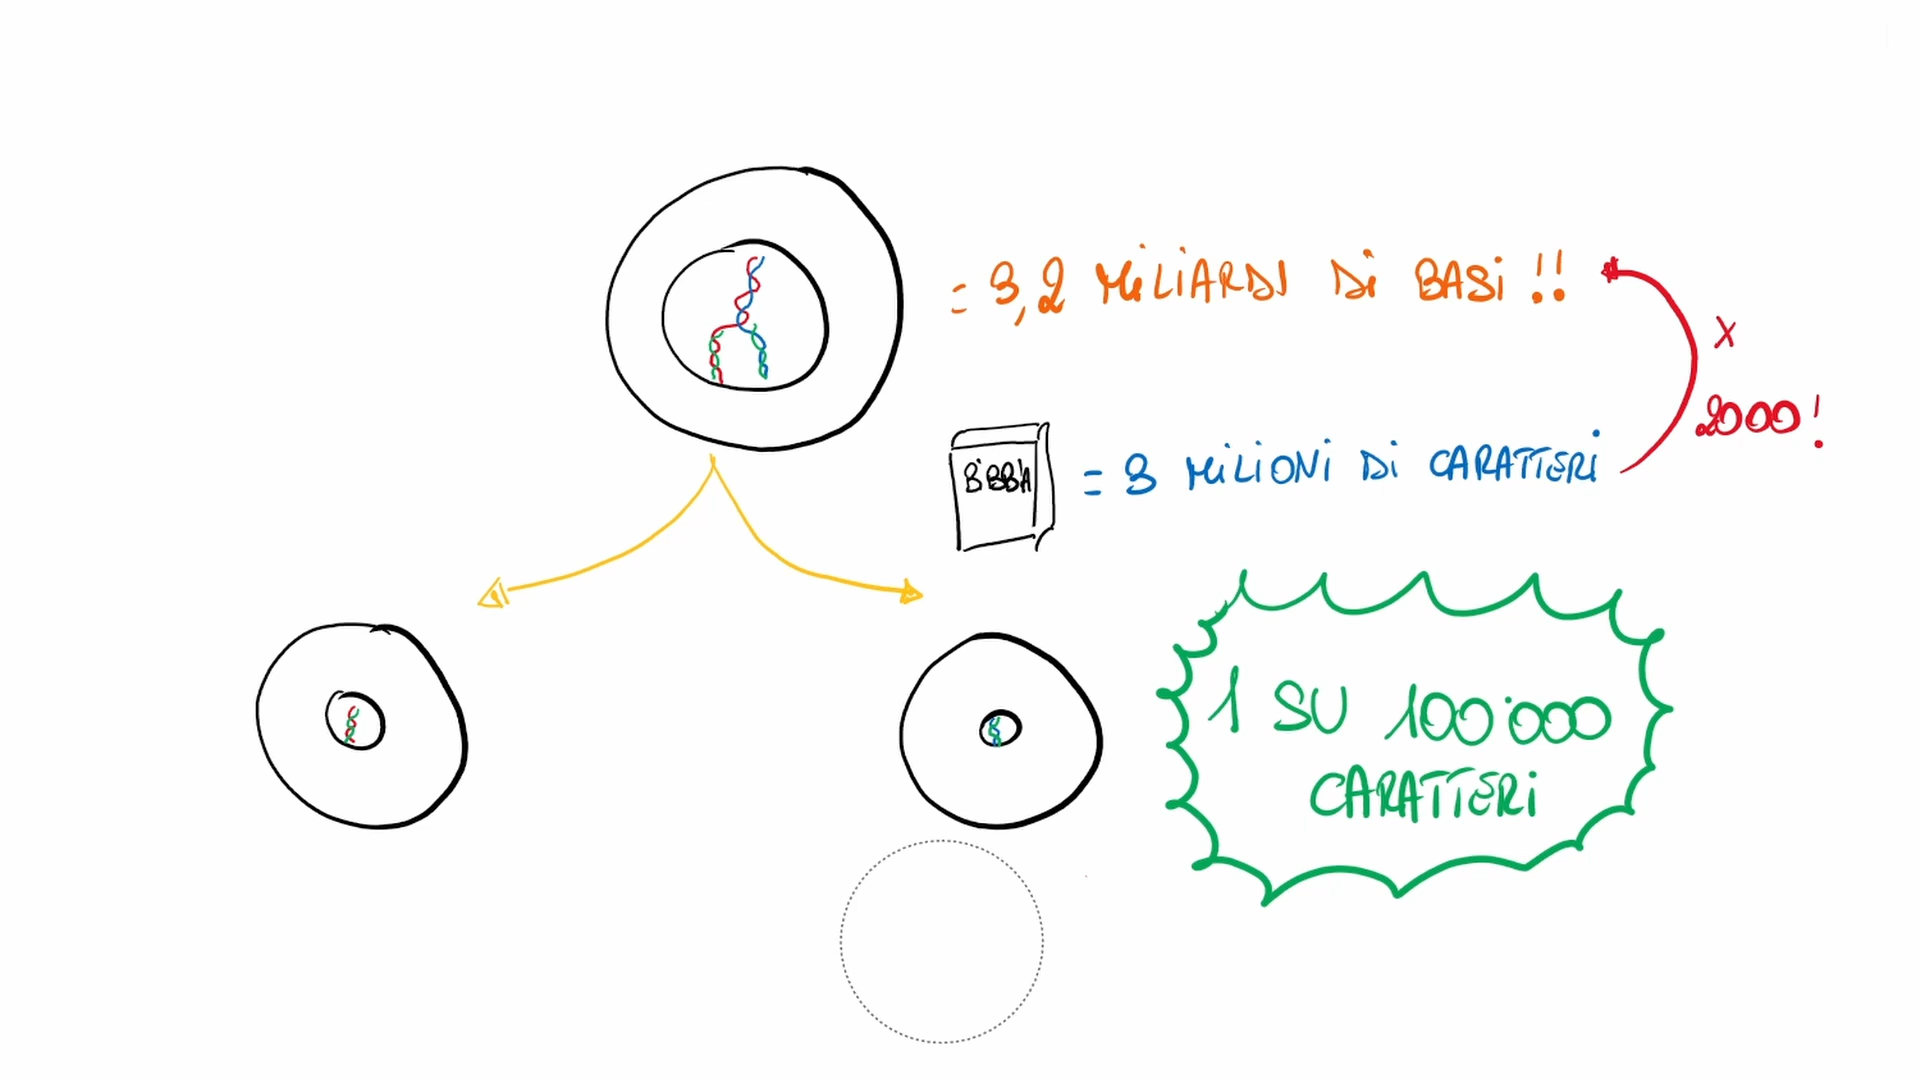 = 3,2 MILIARDI DI BASI !!
X
2000!
BIBBIA
= 3 MILIONI DI CARATTERI
1 SU 100'000
CARATTERI